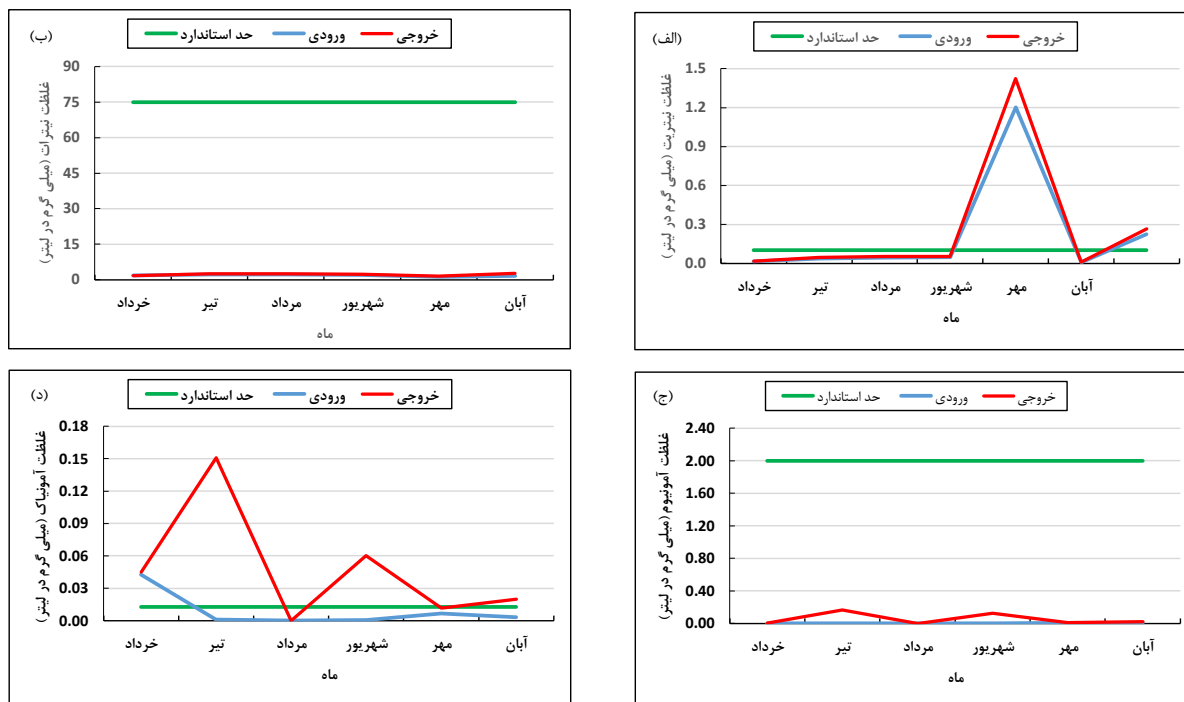 (الف)
حد استاندارد ورودی خروجی
غلظت نیتریت (میلی گرم در لیتر)
1.5
1.2
0.9
0.6
0.3
0.0
خرداد تیر مرداد شهریور مهر آبان
ماه
(ب)
حد استاندارد ورودی خروجی
غلظت نیترات (میلی گرم در لیتر)
90
75
60
45
30
15
0
خرداد تیر مرداد شهریور مهر آبان
ماه
(ج)
حد استاندارد ورودی خروجی
غلظت آمونیوم (میلی گرم در لیتر)
2.40
2.00
1.60
1.20
0.80
0.40
0.00
خرداد تیر مرداد شهریور مهر آبان
ماه
(د)
حد استاندارد ورودی خروجی
غلظت آمونیاک (میلی گرم در لیتر)
0.18
0.15
0.12
0.09
0.06
0.03
0.00
خرداد تیر مرداد شهریور مهر آبان
ماه